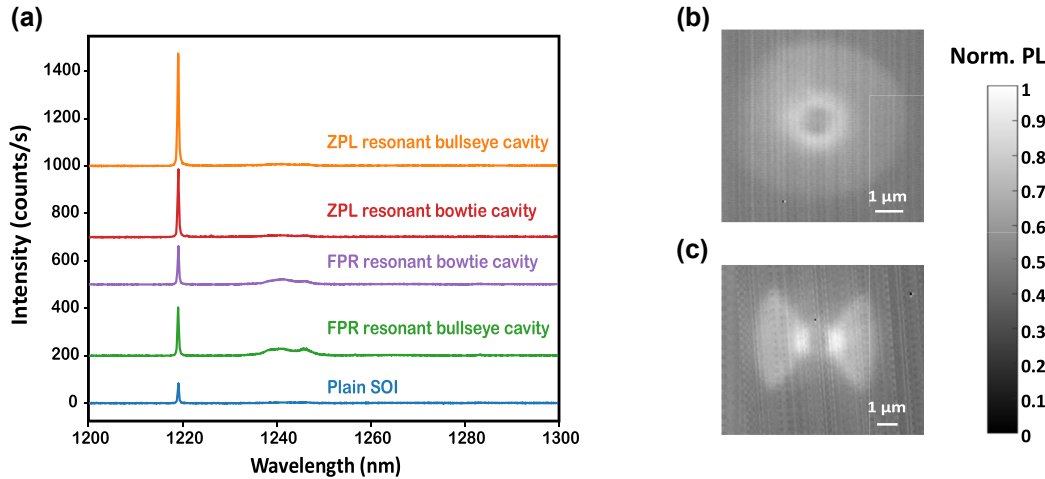 (a)
Intensity (counts/s)
1400
1200
1000
800
600
400
200
0
ZPL resonant bullseye cavity
ZPL resonant bowtie cavity
FPR resonant bowtie cavity
FPR resonant bullseye cavity
Plain SOI
1200
1220
1240
1260
1280
1300
Wavelength (nm)
(b)
1 μm
(c)
1 μm
Norm. PL
1
0.9
0.8
0.7
0.6
0.5
0.4
0.3
0.2
0.1
0